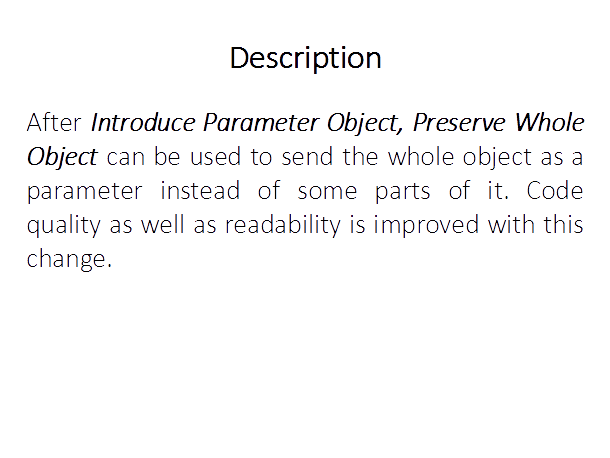 Description
After Introduce Parameter Object, Preserve Whole
Object can be used to send the whole object as a
parameter instead of some parts of it. Code
quality as well as readability is improved with this
change.